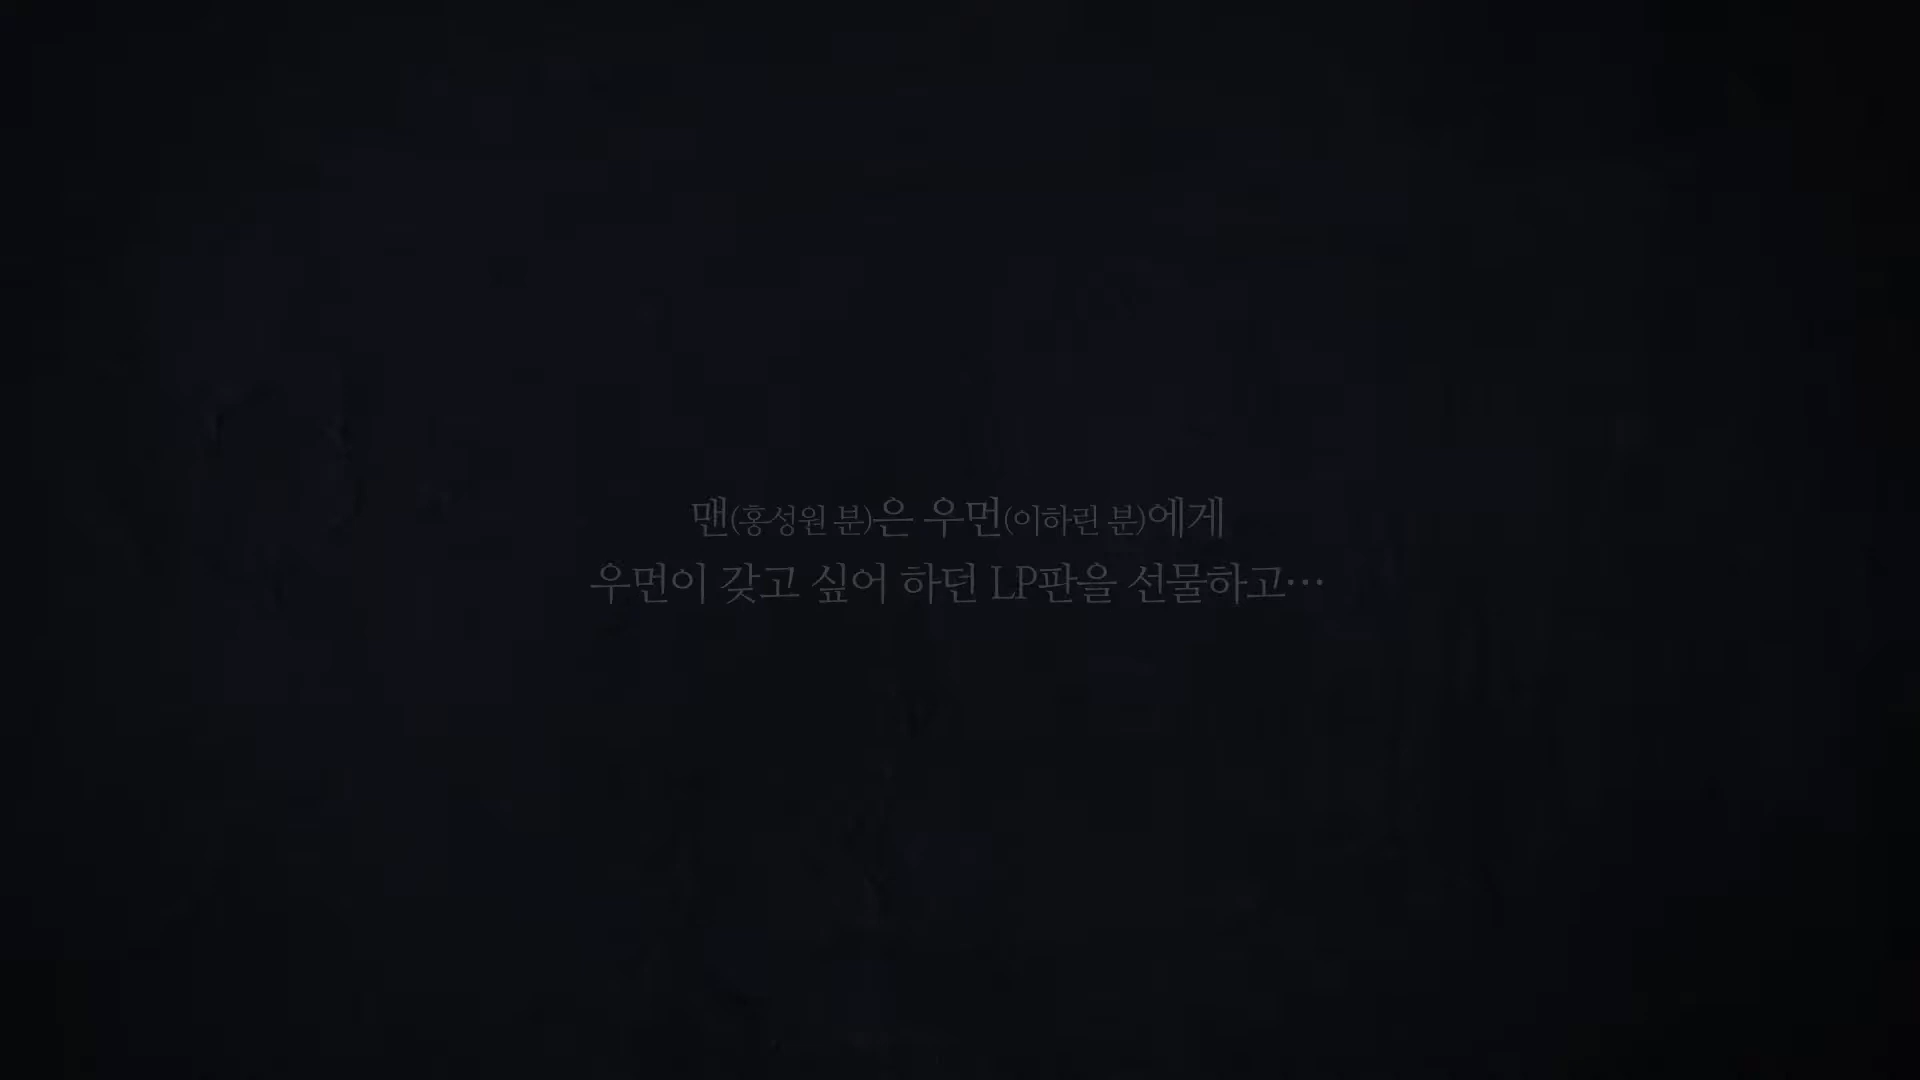 맨(홍성원 분)은 우먼(이하린 분)에게
우먼이 갖고 싶어 하던 LP판을 선물하고…